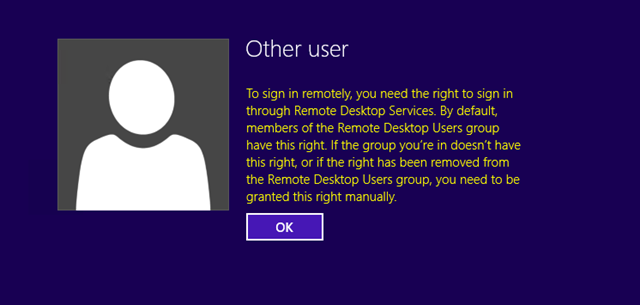 Other user
To sign in remotely, you need the right to sign in
through Remote Desktop Services. By default,
members of the Remote Desktop Users group
have this right. If the group you’re in doesn’t have
this right, or if the right has been removed from
the Remote Desktop Users group, you need to be
granted this right manually.
OK